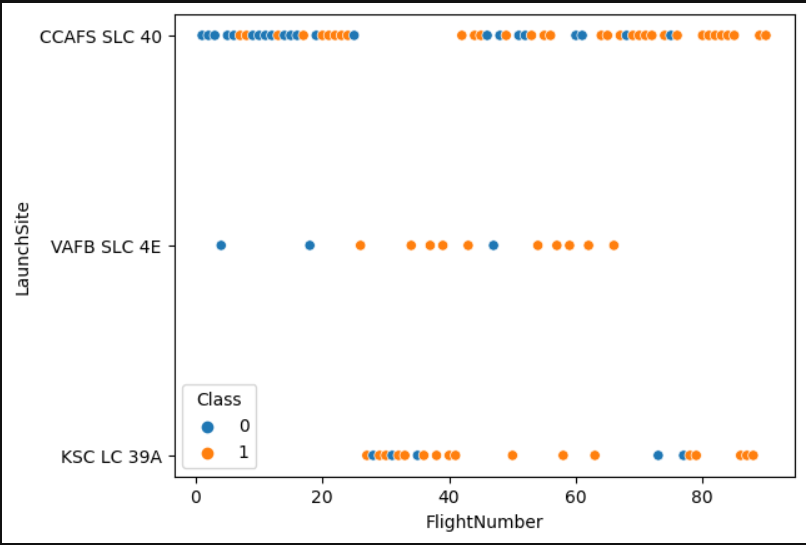 CCAFS SLC 40
VAFB SLC 4E
KSC LC 39A
LaunchSite
Class
0
1
0 20 40 60 80
FlightNumber